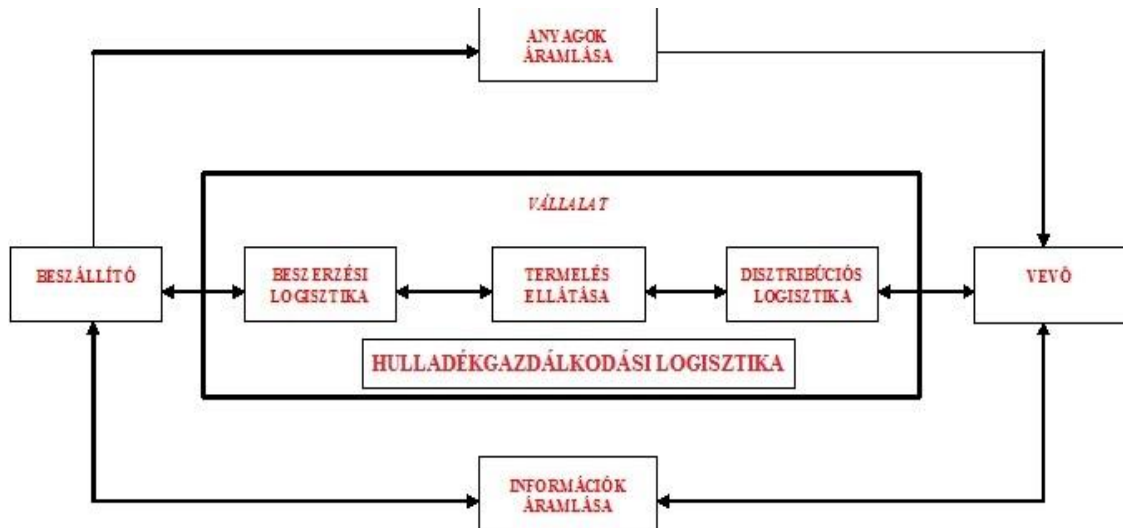 ANYAGOK
ÁRAMLÁSA
VÁLLALAT
BESZÁLLÍTÓ
BESZERZÉSI
LOGISZTIKA
TERMELÉS
ELLÁTÁSA
DISZTRIBÚCIÓS
LOGISZTIKA
VEVŐ
HULLADÉKGAZDÁLKODÁSI LOGISZTIKA
INFORMÁCIÓK
ÁRAMLÁSA